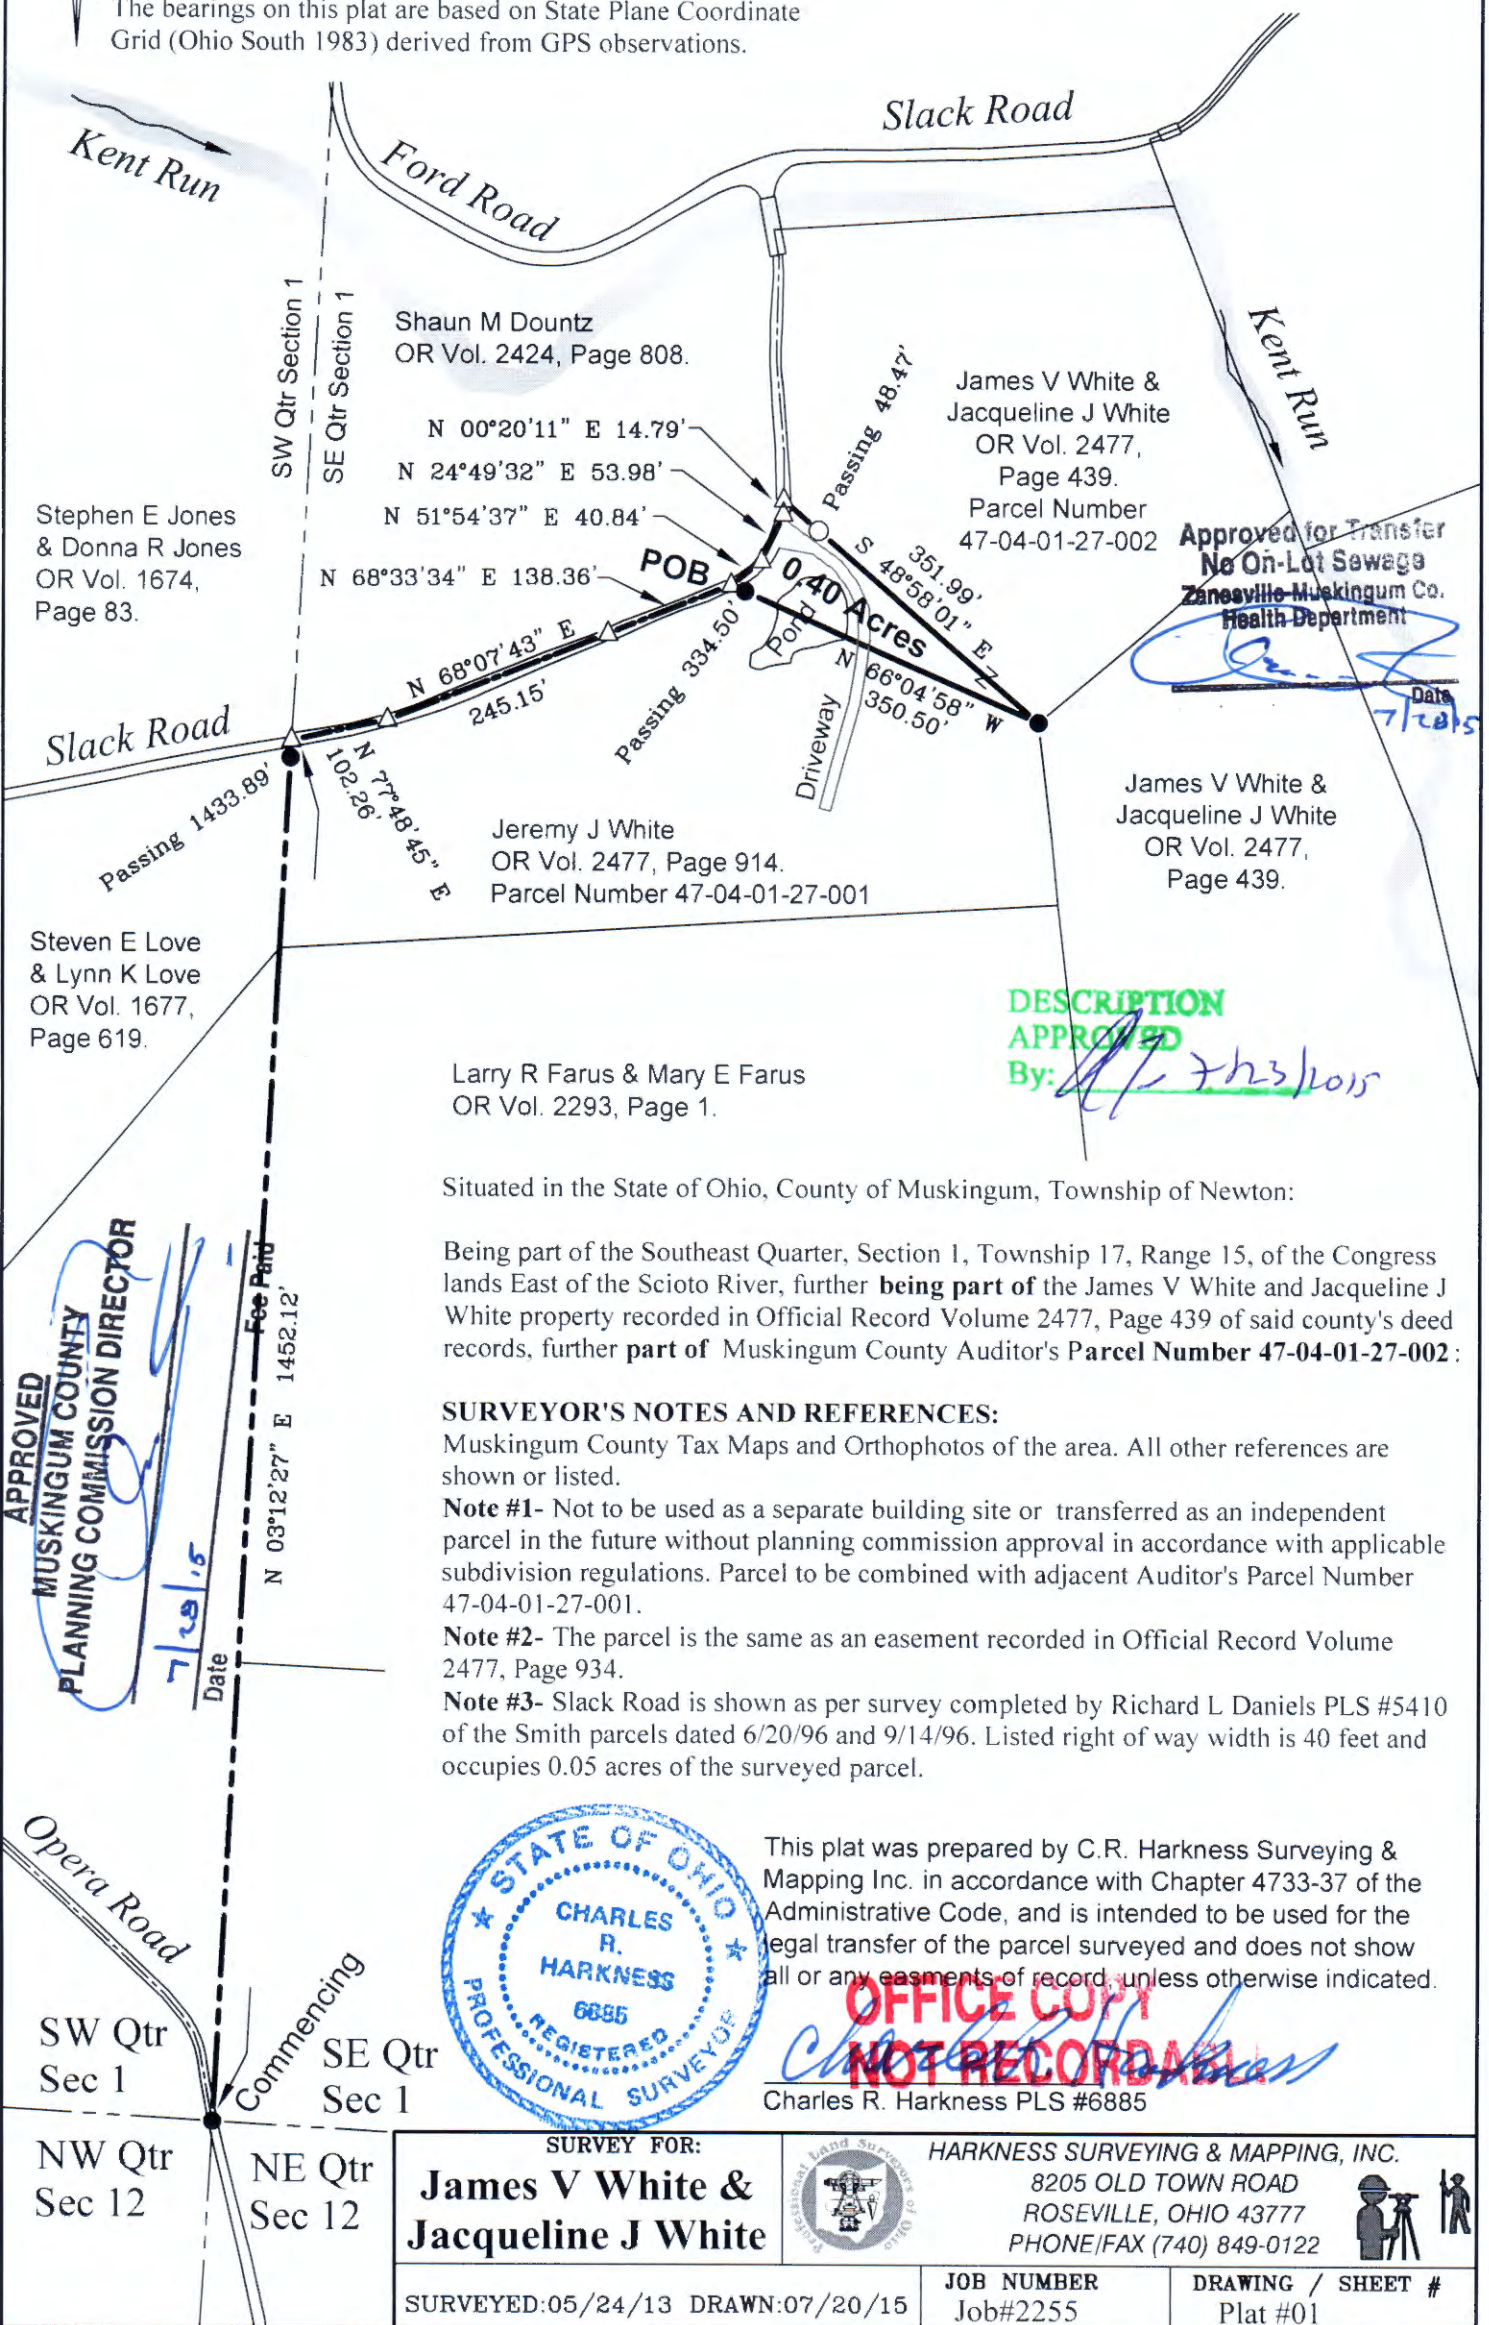 The bearings on this plat are based on State Plane Coordinate
Grid (Ohio South 1983) derived from GPS observations.
Slack Road
Kent Run
Ford Road
SW Qtr Section 1
SE Qtr Section 1
Shaun M Dountz
OR Vol. 2424, Page 808.
Kent Run
N 00°20'11" E 14.79'
N 24°49'32" E 53.98'
N 51°54'37" E 40.84'
N 68°33'34" E 138.36'
Passing 48.47'
James V White &
Jacqueline J White
OR Vol. 2477,
Page 439.
Parcel Number
47-04-01-27-002
Stephen E Jones
& Donna R Jones
OR Vol. 1674,
Page 83.
Approved for Transfer
No On-Lot Sewage
Zanesville-Muskingum Co.
Health Department
Date
7/28/15
POB
0.40 Acres
Pond
351.99'
S 48°58'01" E
N 66°04'58" W
350.50'
Z
N 68°07'43" E
245.15'
Passing 334.50'
Driveway
Slack Road
N 77°48'45" E
102.26'
Passing 1433.89'
Jeremy J White
OR Vol. 2477, Page 914.
Parcel Number 47-04-01-27-001
James V White &
Jacqueline J White
OR Vol. 2477,
Page 439.
Steven E Love
& Lynn K Love
OR Vol. 1677,
Page 619.
Larry R Farus & Mary E Farus
OR Vol. 2293, Page 1.
DESCRIPTION
APPROVED
By: 7/23/2015
Situated in the State of Ohio, County of Muskingum, Township of Newton:
Being part of the Southeast Quarter, Section 1, Township 17, Range 15, of the Congress
lands East of the Scioto River, further being part of the James V White and Jacqueline J
White property recorded in Official Record Volume 2477, Page 439 of said county's deed
records, further part of Muskingum County Auditor's Parcel Number 47-04-01-27-002 :
APPROVED
MUSKINGUM COUNTY
PLANNING COMMISSION DIRECTOR
7/28/15
Date
Fee Paid
N 03°12'27" E 1452.12'
SURVEYOR'S NOTES AND REFERENCES:
Muskingum County Tax Maps and Orthophotos of the area. All other references are
shown or listed.
Note #1- Not to be used as a separate building site or transferred as an independent
parcel in the future without planning commission approval in accordance with applicable
subdivision regulations. Parcel to be combined with adjacent Auditor's Parcel Number
47-04-01-27-001.
Note #2- The parcel is the same as an easement recorded in Official Record Volume
2477, Page 934.
Note #3- Slack Road is shown as per survey completed by Richard L Daniels PLS #5410
of the Smith parcels dated 6/20/96 and 9/14/96. Listed right of way width is 40 feet and
occupies 0.05 acres of the surveyed parcel.
Opera Road
STATE OF OHIO
CHARLES
R.
HARKNESS
6885
REGISTERED
PROFESSIONAL SURVEYOR
This plat was prepared by C.R. Harkness Surveying &
Mapping Inc. in accordance with Chapter 4733-37 of the
Administrative Code, and is intended to be used for the
legal transfer of the parcel surveyed and does not show
all or any easments of record, unless otherwise indicated.
OFFICE COPY
NOT RECORDABL
Charles R. Harkness
Charles R. Harkness PLS #6885
Commencing
SW Qtr
Sec 1
SE Qtr
Sec 1
NW Qtr
Sec 12
NE Qtr
Sec 12
SURVEY FOR:
James V White &
Jacqueline J White
Professional Land Surveyors of Ohio
HARKNESS SURVEYING & MAPPING, INC.
8205 OLD TOWN ROAD
ROSEVILLE, OHIO 43777
PHONE/FAX (740) 849-0122
SURVEYED:05/24/13 DRAWN:07/20/15
JOB NUMBER
Job#2255
DRAWING / SHEET #
Plat #01